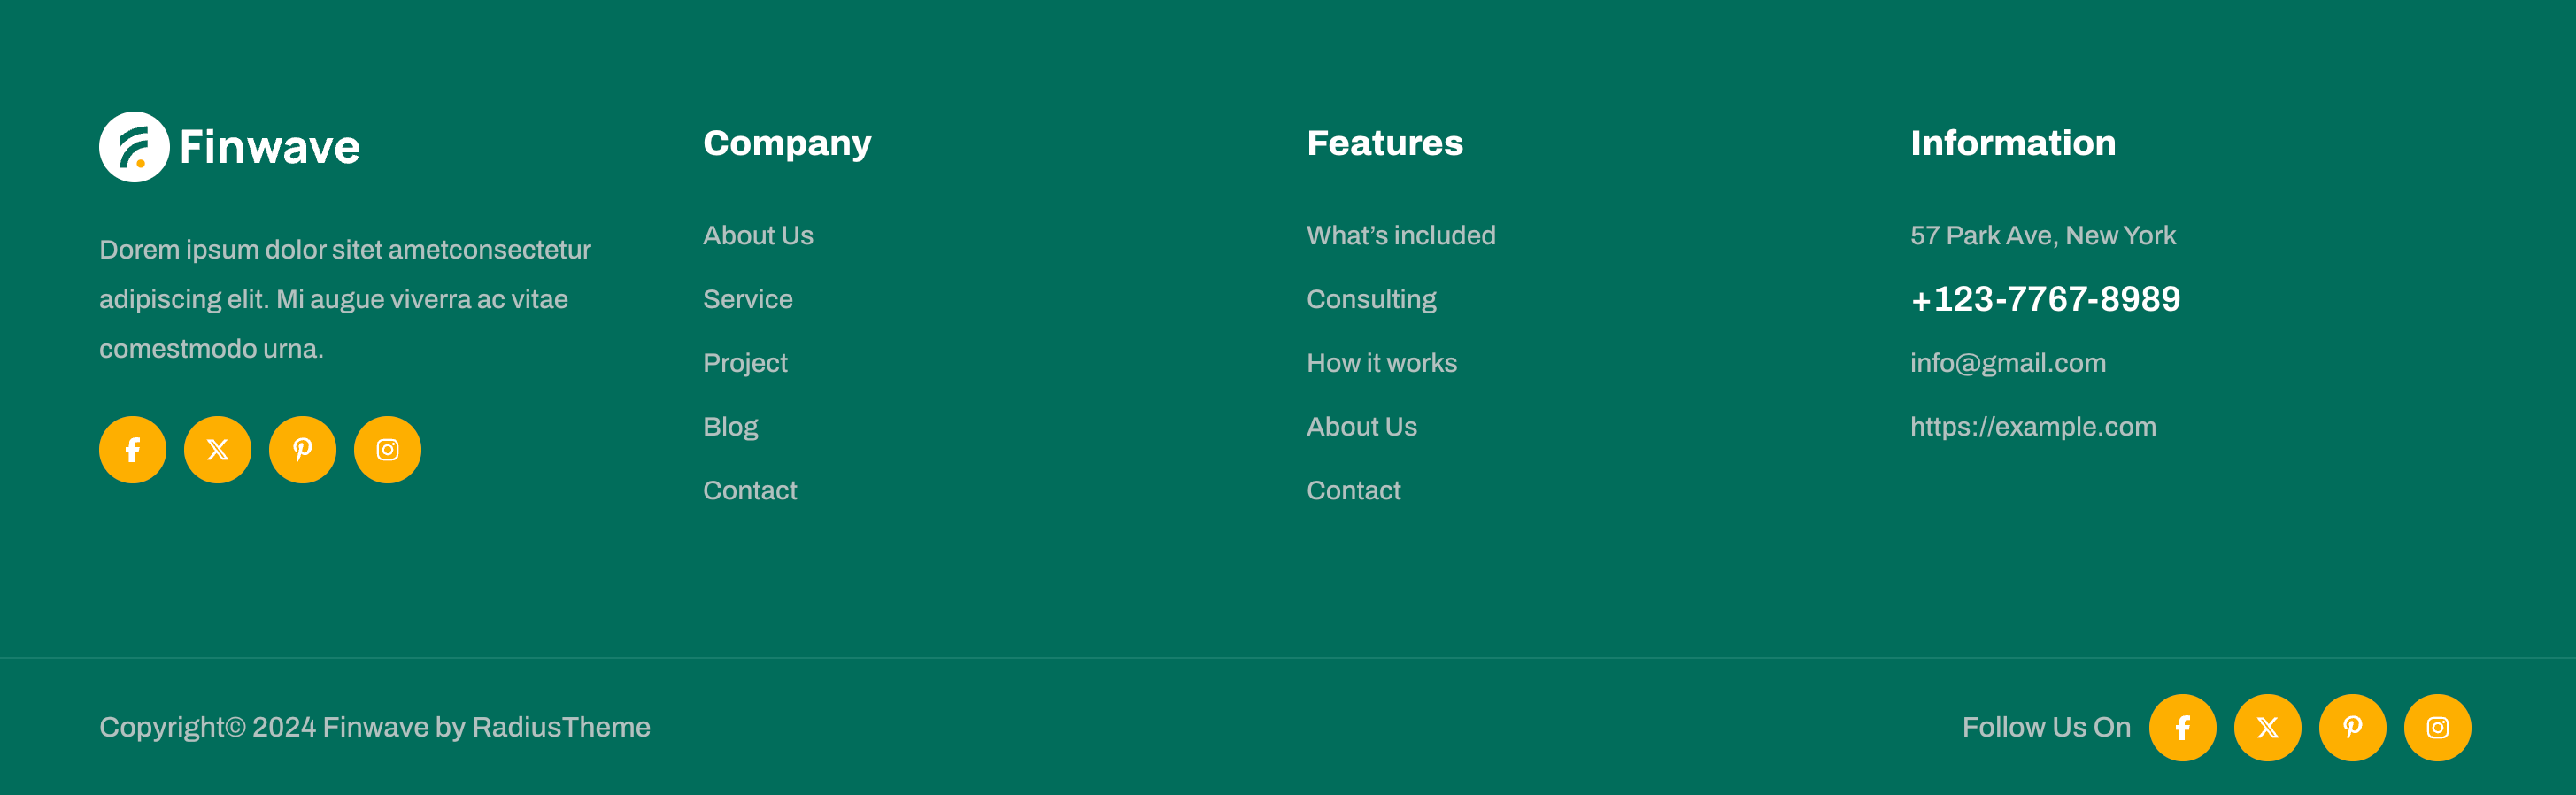 Finwave
Dorem ipsum dolor sitet ametconsectetur
adipiscing elit. Mi augue viverra ac vitae
comestmodo urna.
Company
About Us
Service
Project
Blog
Contact
Features
What’s included
Consulting
How it works
About Us
Contact
Information
57 Park Ave, New York
+123-7767-8989
info@gmail.com
https://example.com
Copyright© 2024 Finwave by RadiusTheme
Follow Us On